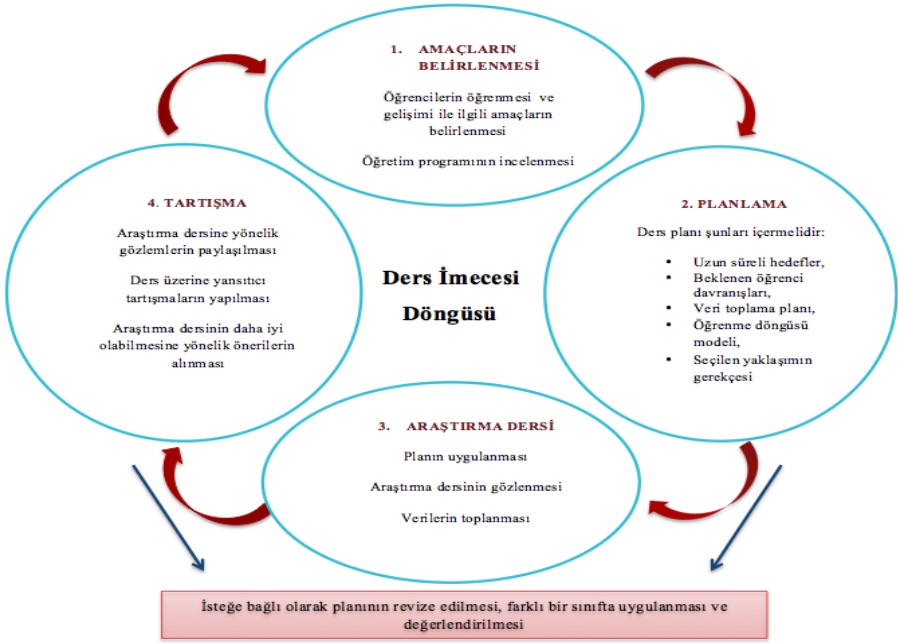 1. AMAÇLARIN
BELİRLENMESİ
Öğrencilerin öğrenmesi ve
gelişimi ile ilgili amaçların
belirlenmesi
Öğretim programının incelenmesi
2. PLANLAMA
Ders planı şunları içermelidir:
• Uzun süreli hedefler,
• Beklenen öğrenci
davranışları,
• Veri toplama planı,
• Öğrenme döngüsü
modeli,
• Seçilen yaklaşımın
gerekçesi
Ders İmecesi
Döngüsü
3. ARAŞTIRMA DERSİ
Planın uygulanması
Araştırma dersinin gözlenmesi
Verilerin toplanması
4. TARTIŞMA
Araştırma dersine yönelik
gözlemlerin paylaşılması
Ders üzerine yansıtıcı
tartışmaların yapılması
Araştırma dersinin daha iyi
olabilmesine yönelik önerilerin
alınması
İsteğe bağlı olarak planının revize edilmesi, farklı bir sınıfta uygulanması ve
değerlendirilmesi